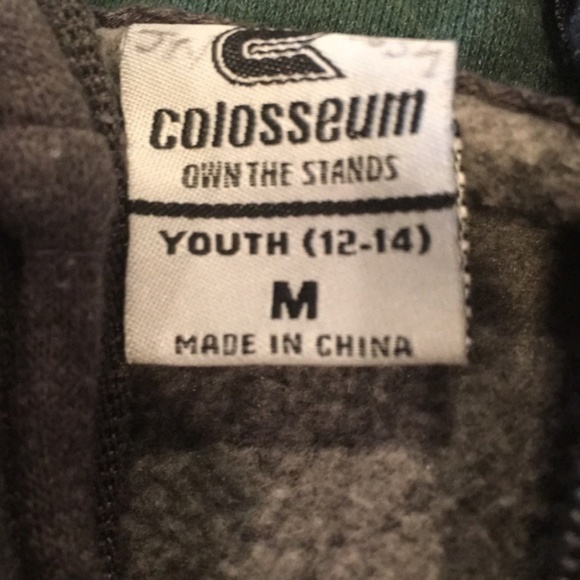 colosseum
OWN THE STANDS
YOUTH (12-14)
M
MADE IN CHINA